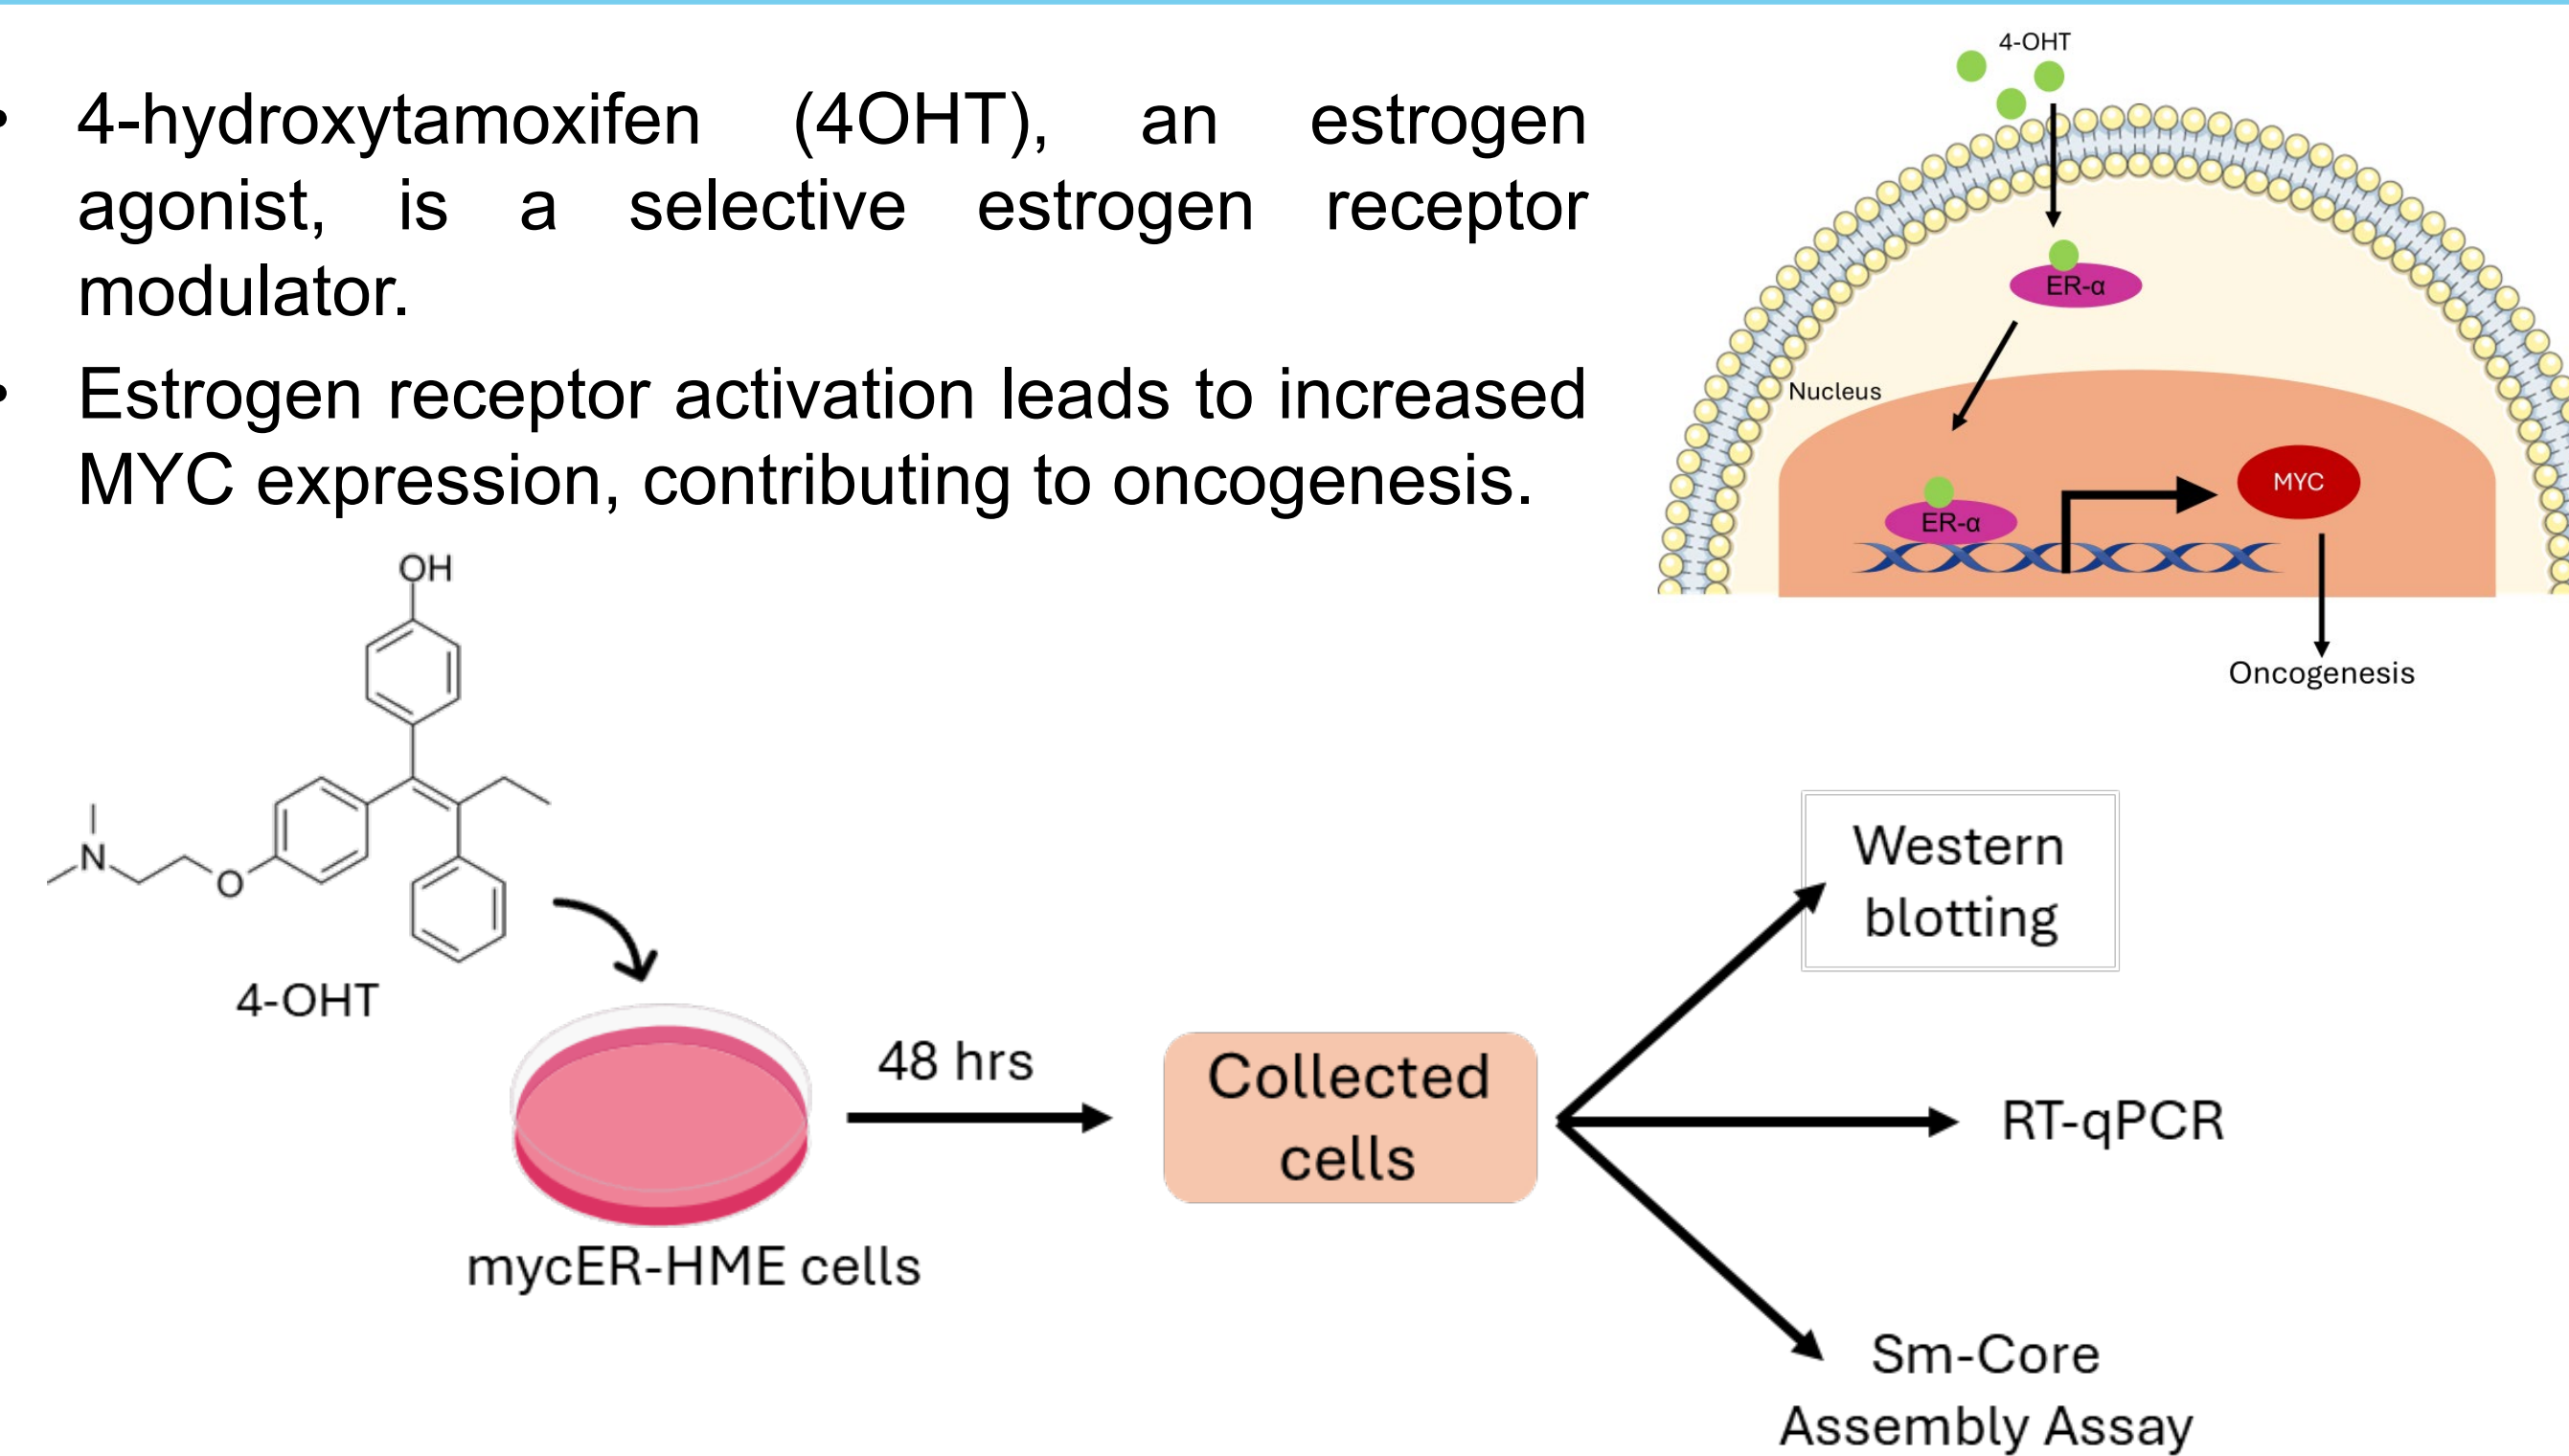 • 4-hydroxytamoxifen (4OHT), an estrogen
agonist, is a selective estrogen receptor
modulator.
• Estrogen receptor activation leads to increased
MYC expression, contributing to oncogenesis.
4-OHT
ER-α
Nucleus
MYC
ER-α
Oncogenesis
OH
N
O
4-OHT
mycER-HME cells
48 hrs
Collected
cells
Western
blotting
RT-qPCR
Sm-Core
Assembly Assay